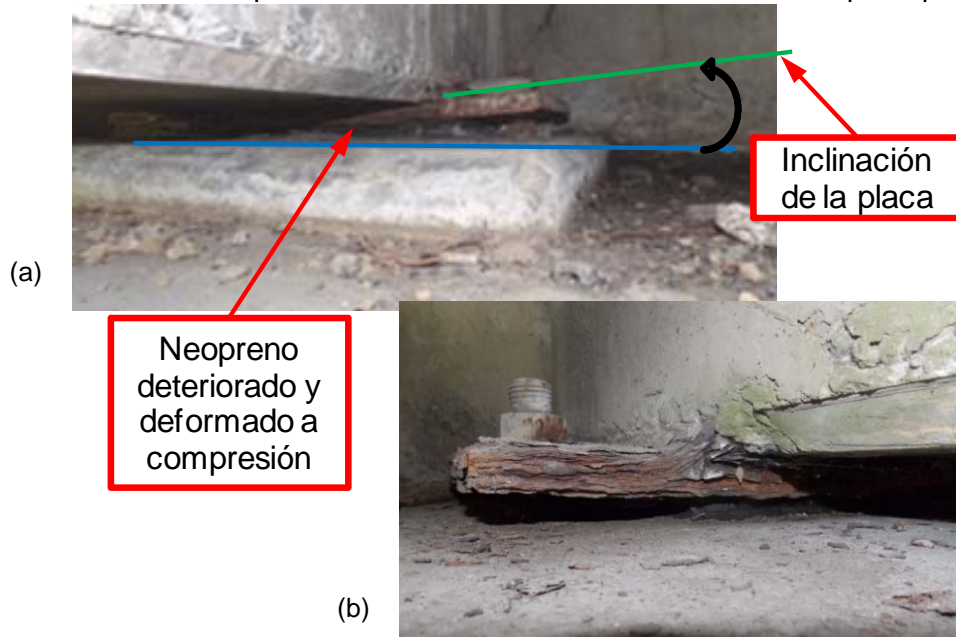 Inclinación
de la placa
(a)
Neopreno
deteriorado y
deformado a
compresión
(b)